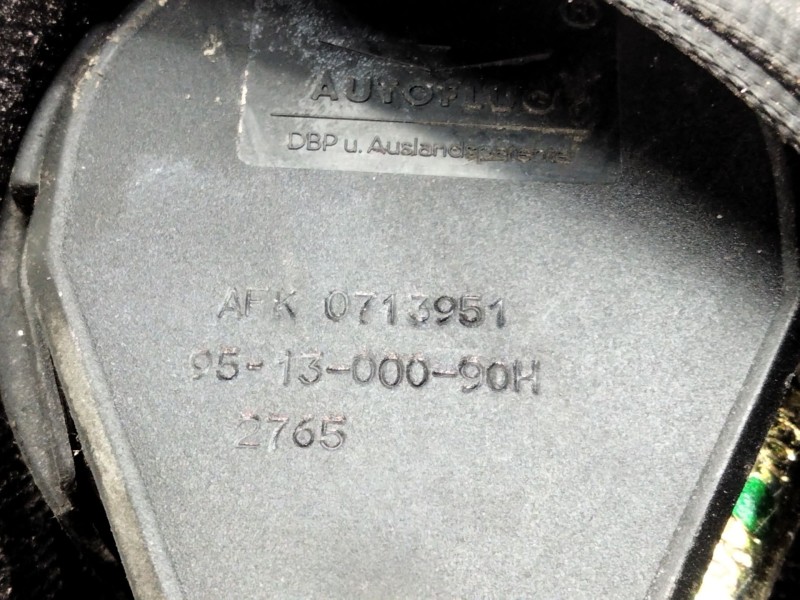 AUTOFLUG
DBP u. Auslandspatente
AFK 0713951
95-13-000-90H
2765